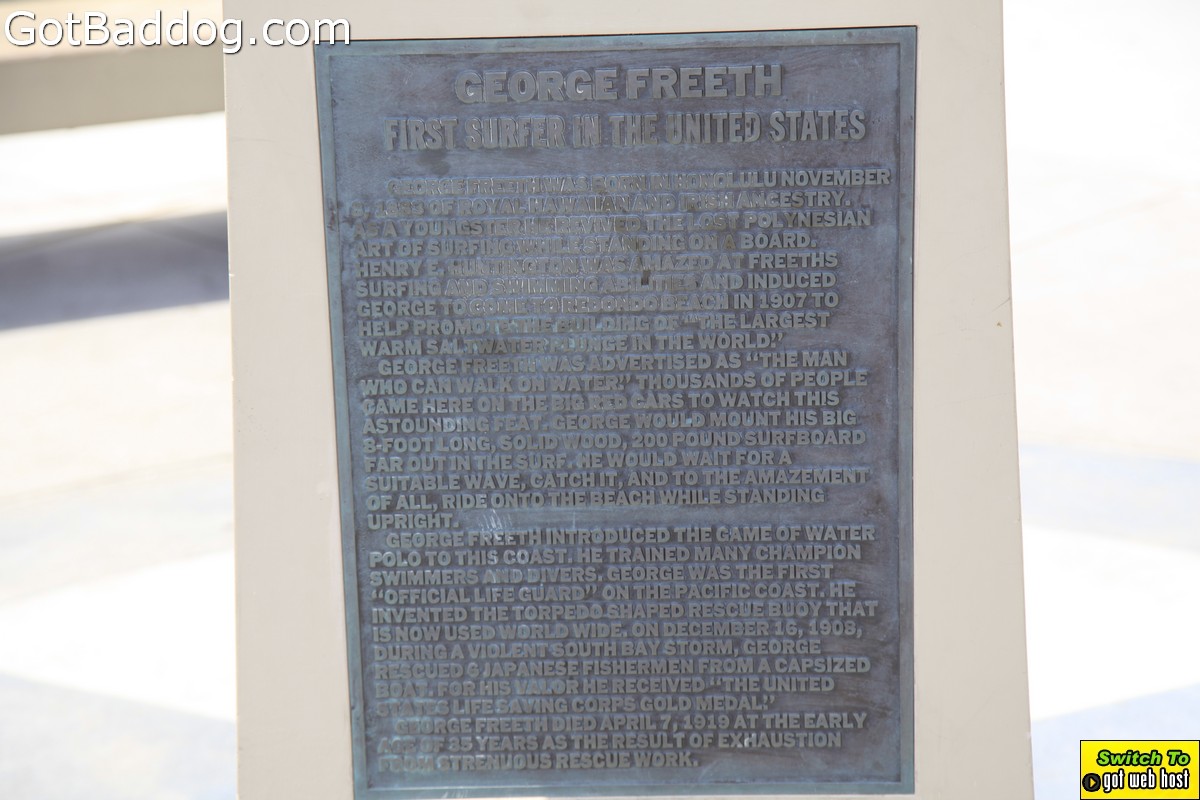 GotBaddog.com
GEORGE FREETH
FIRST SURFER IN THE UNITED STATES
GEORGE FREETH WAS BORN IN HONOLULU NOVEMBER
8, 1883 OF ROYAL HAWAIIAN AND IRISH ANCESTRY.
AS A YOUNGSTER HE REVIVED THE LOST POLYNESIAN
ART OF SURFING WHILE STANDING ON A BOARD.
HENRY E. HUNTINGTON WAS AMAZED AT FREETHS
SURFING AND SWIMMING ABILITIES AND INDUCED
GEORGE TO COME TO REDONDO BEACH IN 1907 TO
HELP PROMOTE THE BUILDING OF "THE LARGEST
WARM SALTWATER PLUNGE IN THE WORLD."
GEORGE FREETH WAS ADVERTISED AS "THE MAN
WHO CAN WALK ON WATER." THOUSANDS OF PEOPLE
CAME HERE ON THE BIG RED CARS TO WATCH THIS
ASTOUNDING FEAT. GEORGE WOULD MOUNT HIS BIG
8-FOOT LONG, SOLID WOOD, 200 POUND SURFBOARD
FAR OUT IN THE SURF. HE WOULD WAIT FOR A
SUITABLE WAVE, CATCH IT, AND TO THE AMAZEMENT
OF ALL, RIDE ONTO THE BEACH WHILE STANDING
UPRIGHT.
GEORGE FREETH INTRODUCED THE GAME OF WATER
POLO TO THIS COAST. HE TRAINED MANY CHAMPION
SWIMMERS AND DIVERS. GEORGE WAS THE FIRST
"OFFICIAL LIFE GUARD" ON THE PACIFIC COAST. HE
INVENTED THE TORPEDO SHAPED RESCUE BUOY THAT
IS NOW USED WORLD WIDE. ON DECEMBER 16, 1908,
DURING A VIOLENT SOUTH BAY STORM, GEORGE
RESCUED 6 JAPANESE FISHERMEN FROM A CAPSIZED
BOAT. FOR HIS VALOR HE RECEIVED "THE UNITED
STATES LIFE SAVING CORPS GOLD MEDAL."
GEORGE FREETH DIED APRIL 7, 1919 AT THE EARLY
AGE OF 35 YEARS AS THE RESULT OF EXHAUSTION
FROM STRENUOUS RESCUE WORK.
Switch To
got web host